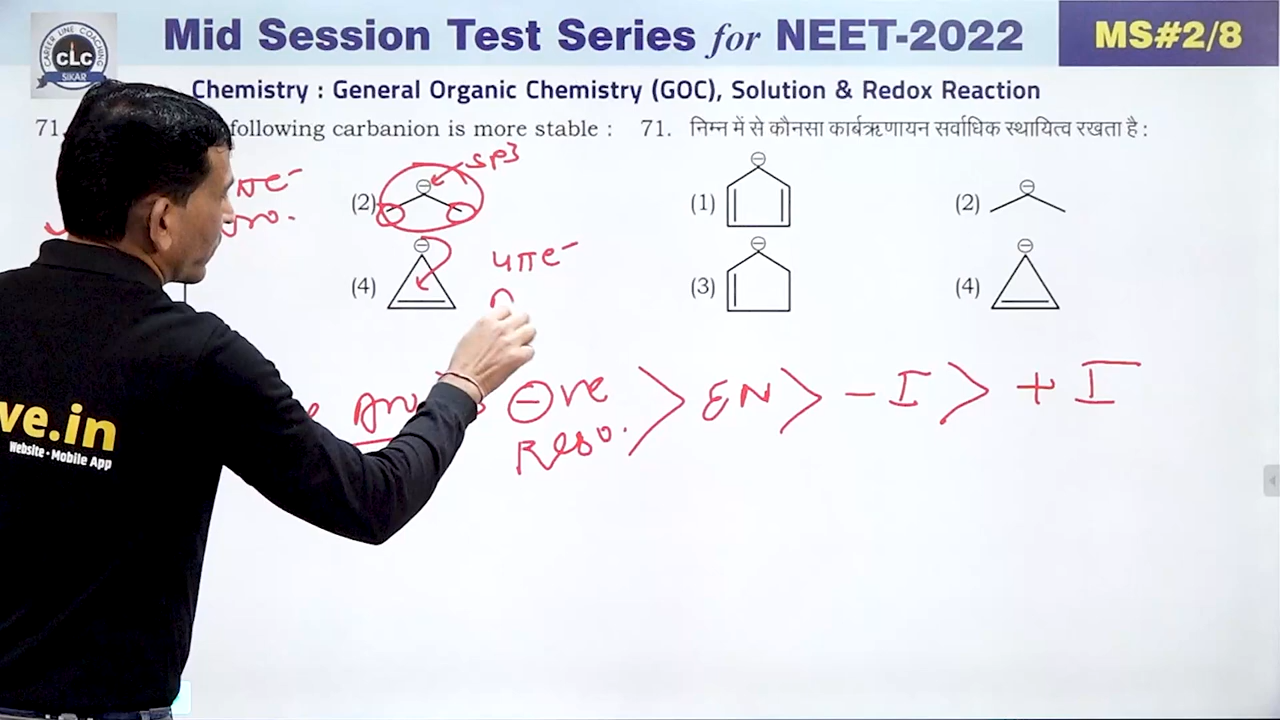 Mid Session Test Series for NEET-2022
MS#2/8
CAREER LINE COACHING
CLC
SIKAR
Chemistry : General Organic Chemistry (GOC), Solution & Redox Reaction
71. following carbanion is more stable :
(2)
(4)
71. निम्न में से कौनसा कार्बऋणायन सर्वाधिक स्थायित्व रखता है :
(1)
(2)
(3)
(4)
πe⁻
SP3
4πe⁻
⊖ve Reso. > EN > -I > + I
ve.in
Website • Mobile App